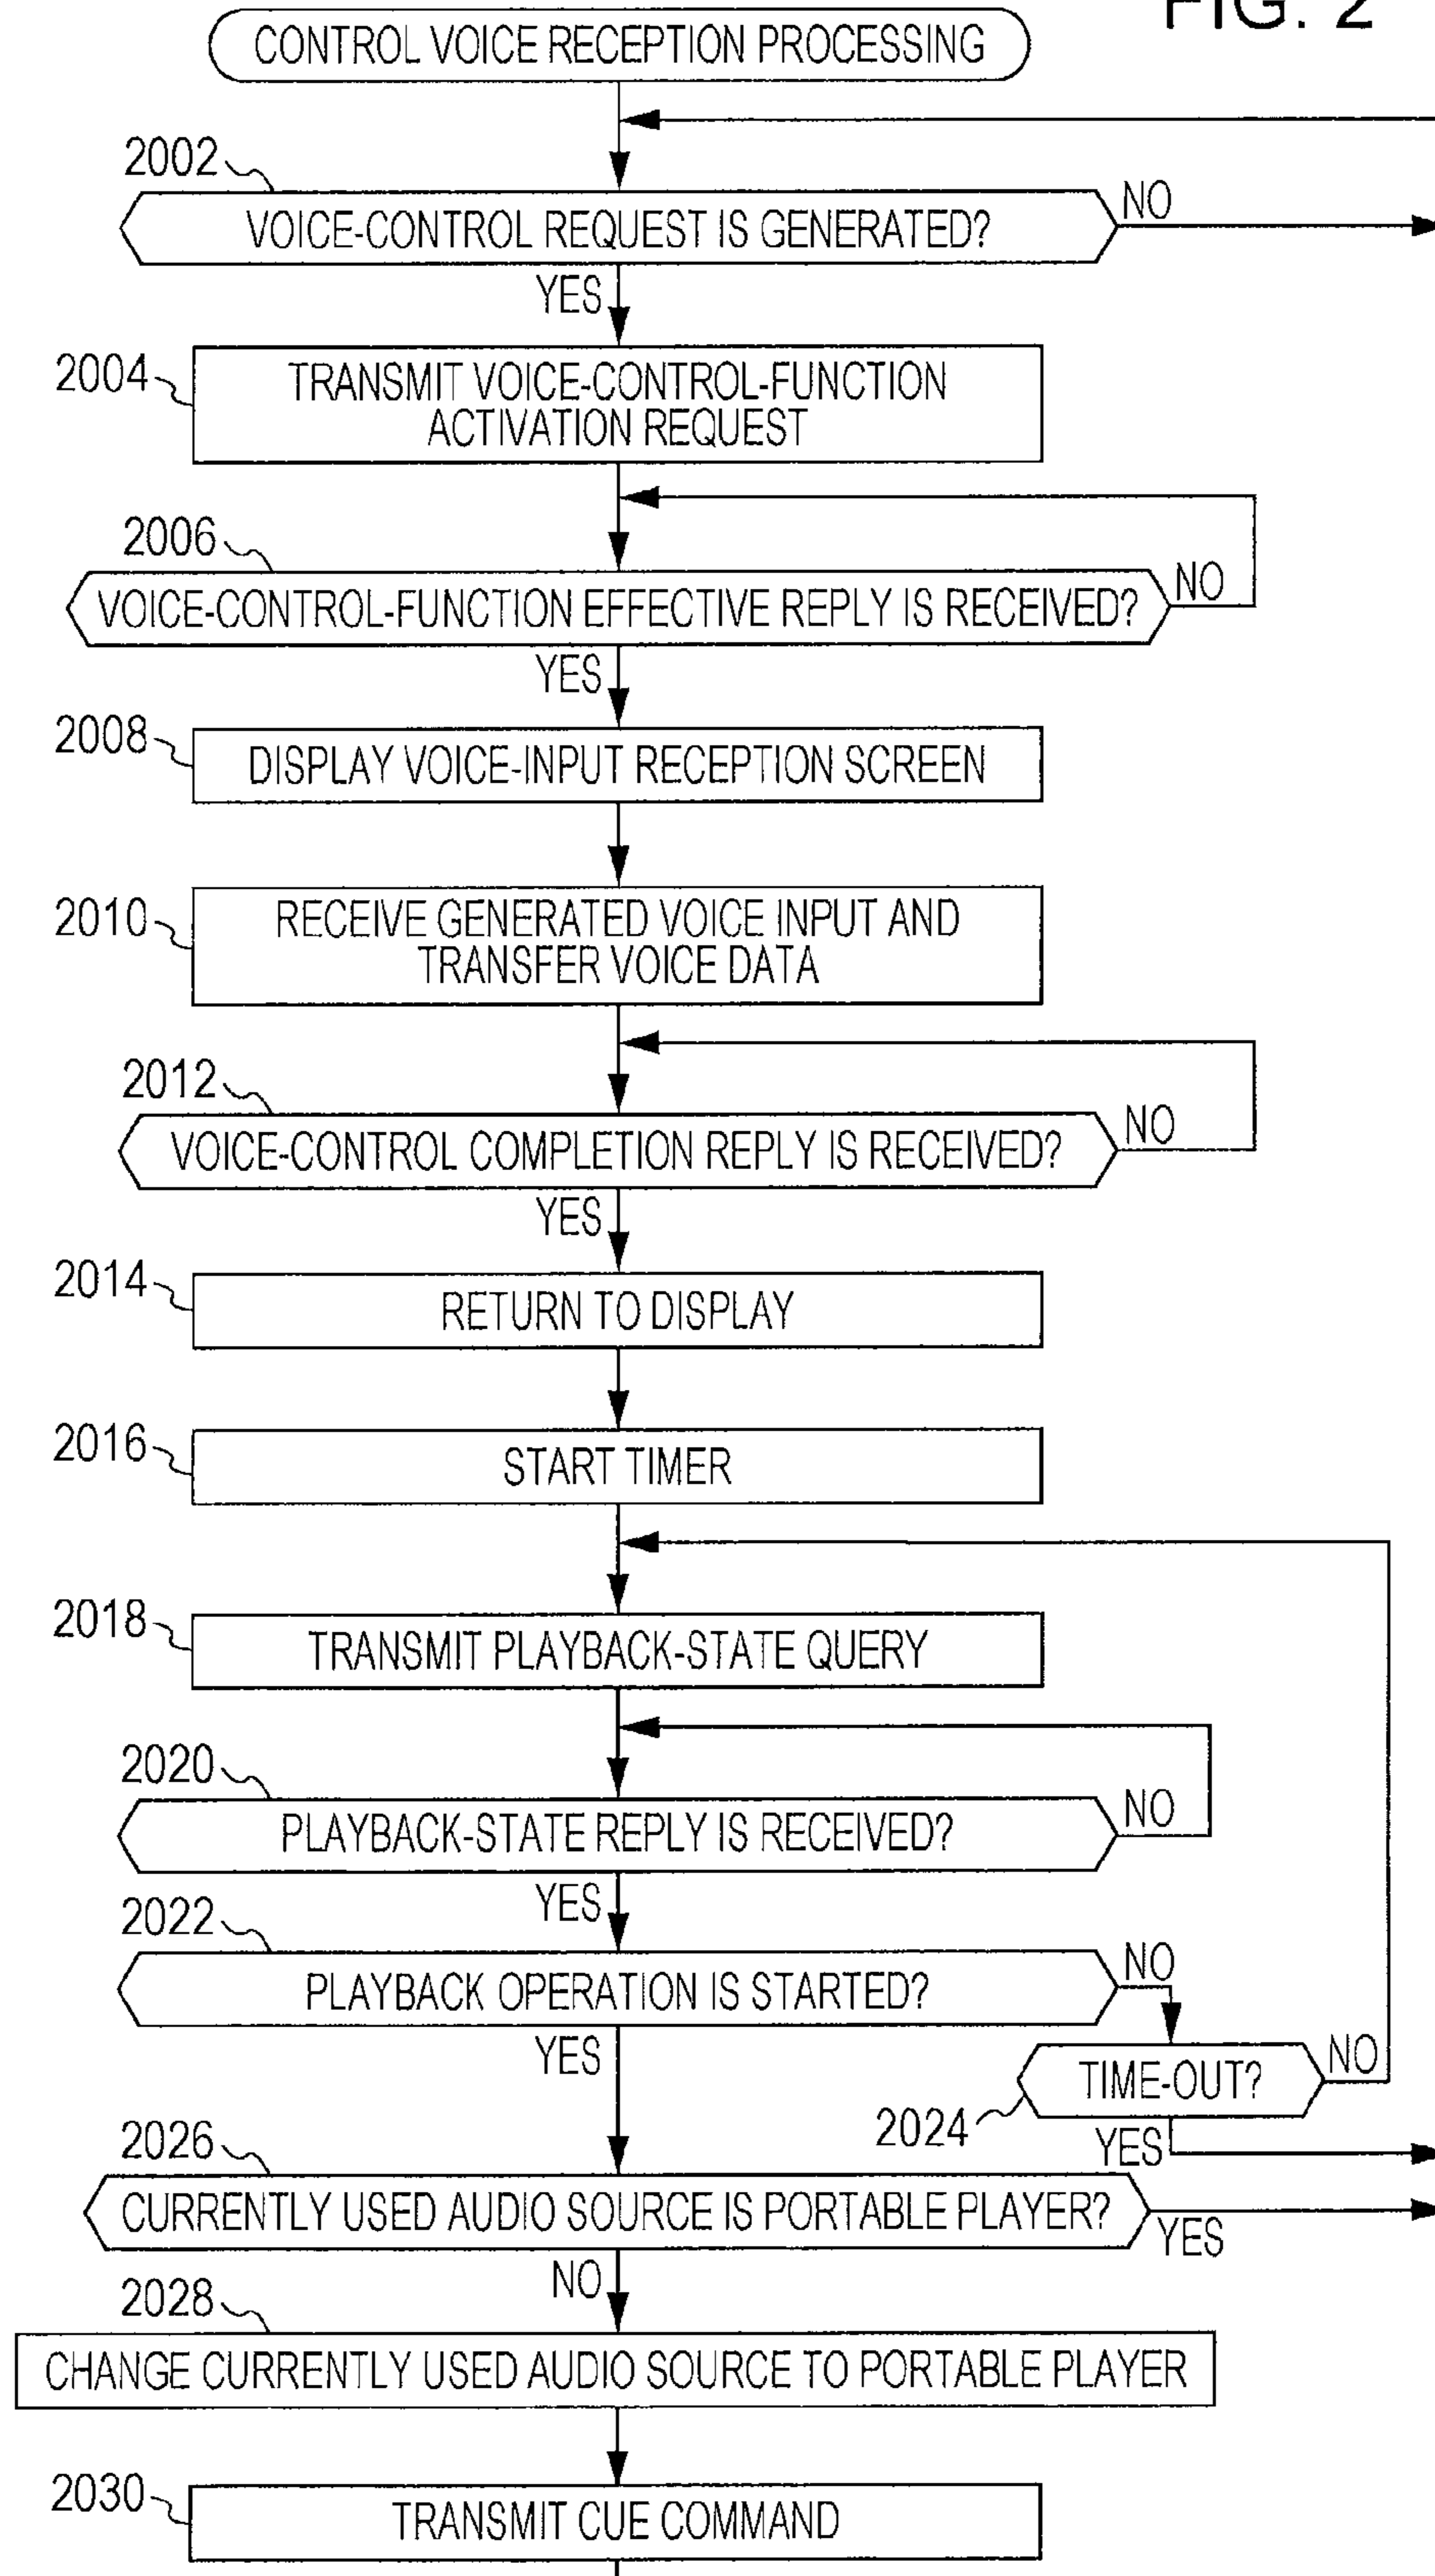 FIG. 2
CONTROL VOICE RECEPTION PROCESSING
2002
VOICE-CONTROL REQUEST IS GENERATED?
NO
YES
2004
TRANSMIT VOICE-CONTROL-FUNCTION
ACTIVATION REQUEST
2006
VOICE-CONTROL-FUNCTION EFFECTIVE REPLY IS RECEIVED?
NO
YES
2008
DISPLAY VOICE-INPUT RECEPTION SCREEN
2010
RECEIVE GENERATED VOICE INPUT AND
TRANSFER VOICE DATA
2012
VOICE-CONTROL COMPLETION REPLY IS RECEIVED?
NO
YES
2014
RETURN TO DISPLAY
2016
START TIMER
2018
TRANSMIT PLAYBACK-STATE QUERY
2020
PLAYBACK-STATE REPLY IS RECEIVED?
NO
YES
2022
PLAYBACK OPERATION IS STARTED?
NO
YES
TIME-OUT?
NO
2024
YES
2026
CURRENTLY USED AUDIO SOURCE IS PORTABLE PLAYER?
YES
NO
2028
CHANGE CURRENTLY USED AUDIO SOURCE TO PORTABLE PLAYER
2030
TRANSMIT CUE COMMAND